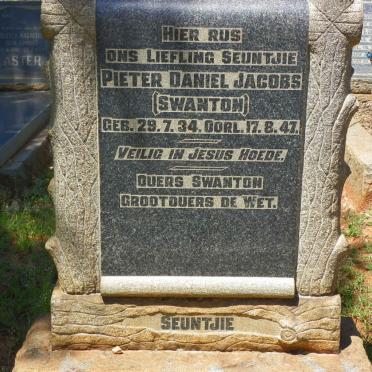 HIER RUS
ONS LIEFLING SEUNTJIE
PIETER DANIEL JACOBS
(SWANTON)
GEB. 29.7.34. OORL. 17.8.47.
VEILIG IN JESUS HOEDE.
OUERS SWANTON
GROOTOUERS DE WET.
SEUNTJIE